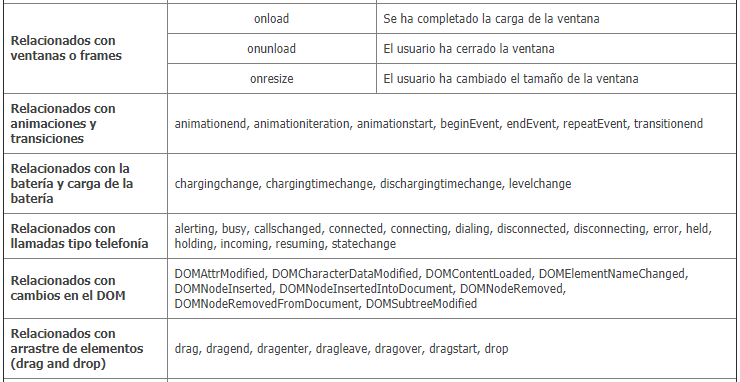 onload Se ha completado la carga de la ventana
Relacionados con
ventanas o frames
onunload El usuario ha cerrado la ventana
onresize El usuario ha cambiado el tamaño de la ventana
Relacionados con
animaciones y
transiciones
animationend, animationiteration, animationstart, beginEvent, endEvent, repeatEvent, transitionend
Relacionados con la
batería y carga de la
batería
chargingchange, chargingtimechange, dischargingtimechange, levelchange
Relacionados con
llamadas tipo telefonía
alerting, busy, callschanged, connected, connecting, dialing, disconnected, disconnecting, error, held,
holding, incoming, resuming, statechange
Relacionados con
cambios en el DOM
DOMAttrModified, DOMCharacterDataModified, DOMContentLoaded, DOMElementNameChanged,
DOMNodeInserted, DOMNodeInsertedIntoDocument, DOMNodeRemoved,
DOMNodeRemovedFromDocument, DOMSubtreeModified
Relacionados con
arrastre de elementos
(drag and drop)
drag, dragend, dragenter, dragleave, dragover, dragstart, drop